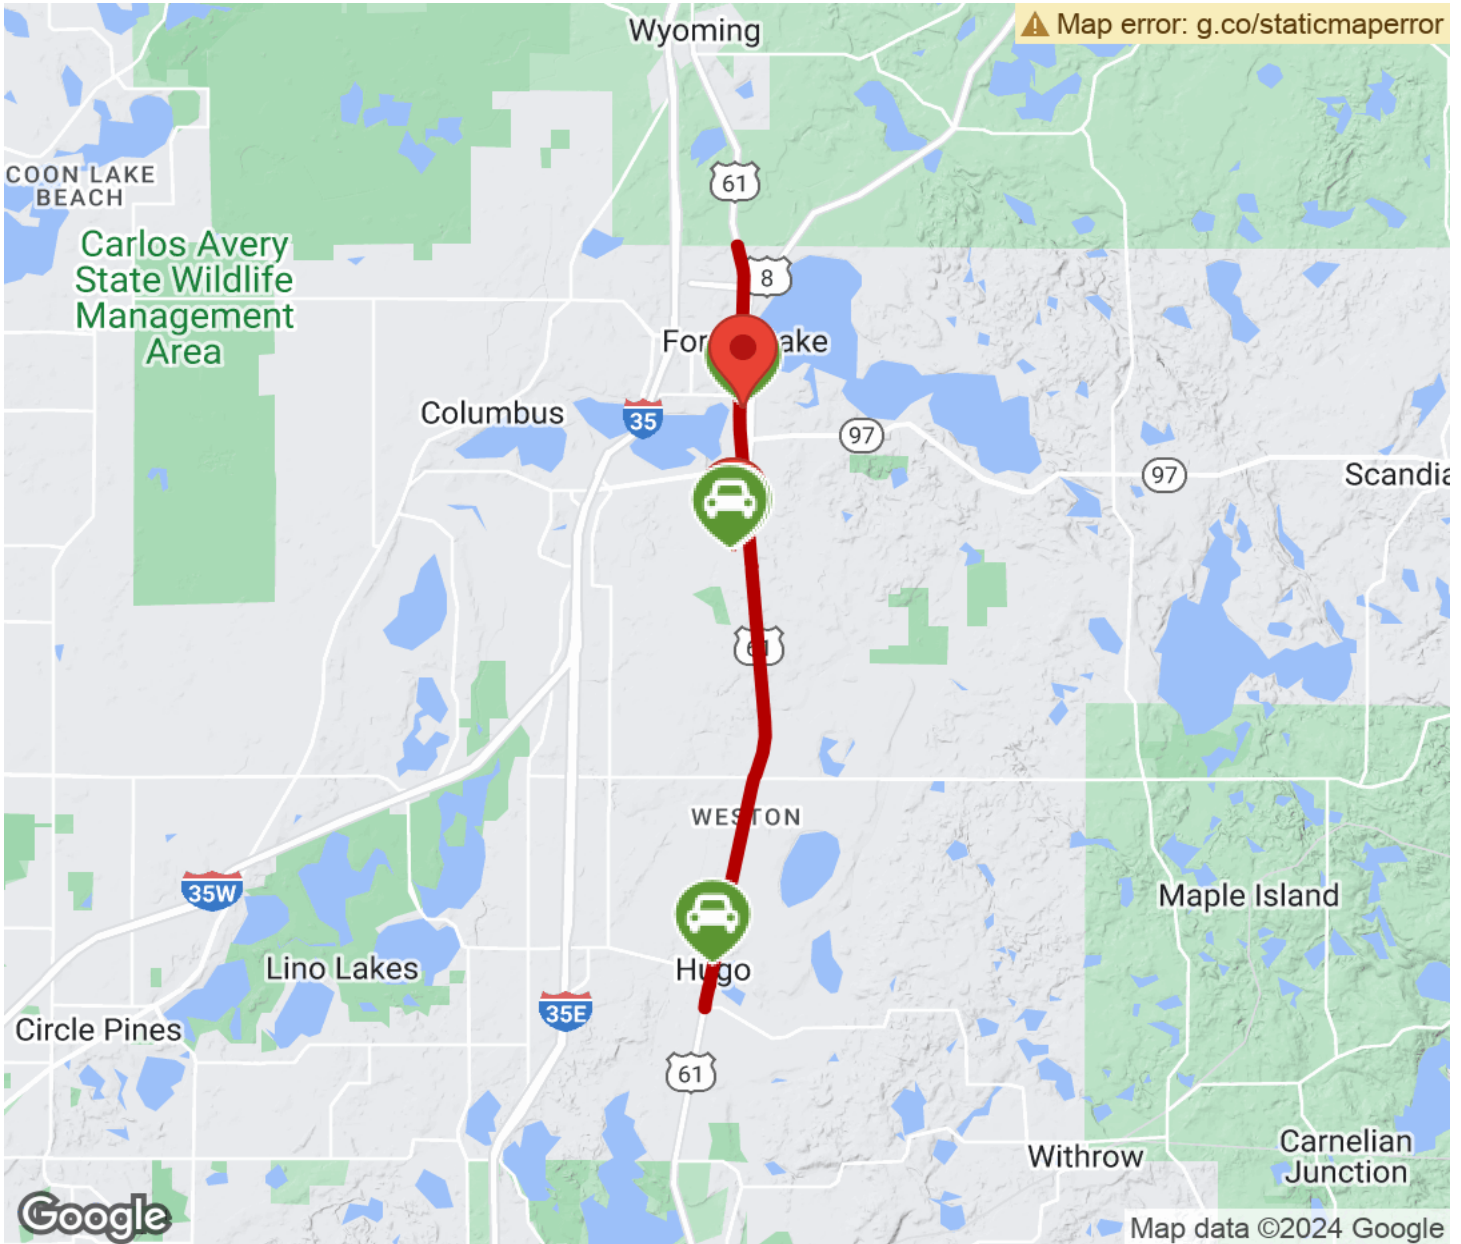 Wyoming
Map error: g.co/staticmaperror
COON LAKE
BEACH
61
Carlos Avery
State Wildlife
Management
Area
8
Columbus
35
97
97
61
WESTON
35W
Maple Island
Lino Lakes
Hugo
35E
Circle Pines
61
Withrow
Carnelian
Junction
Google
Map data ©2024 Google